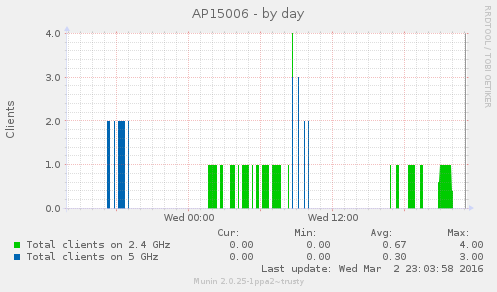 AP15006 - by day
RRDTOOL / TOBI OETIKER
Clients
4.0
3.0
2.0
1.0
0.0
Wed 00:00 Wed 12:00
Cur: Min: Avg: Max:
Total clients on 2.4 GHz 0.00 0.00 0.67 4.00
Total clients on 5 GHz 0.00 0.00 0.30 3.00
Last update: Wed Mar 2 23:03:58 2016
Munin 2.0.25-1ppa2~trusty